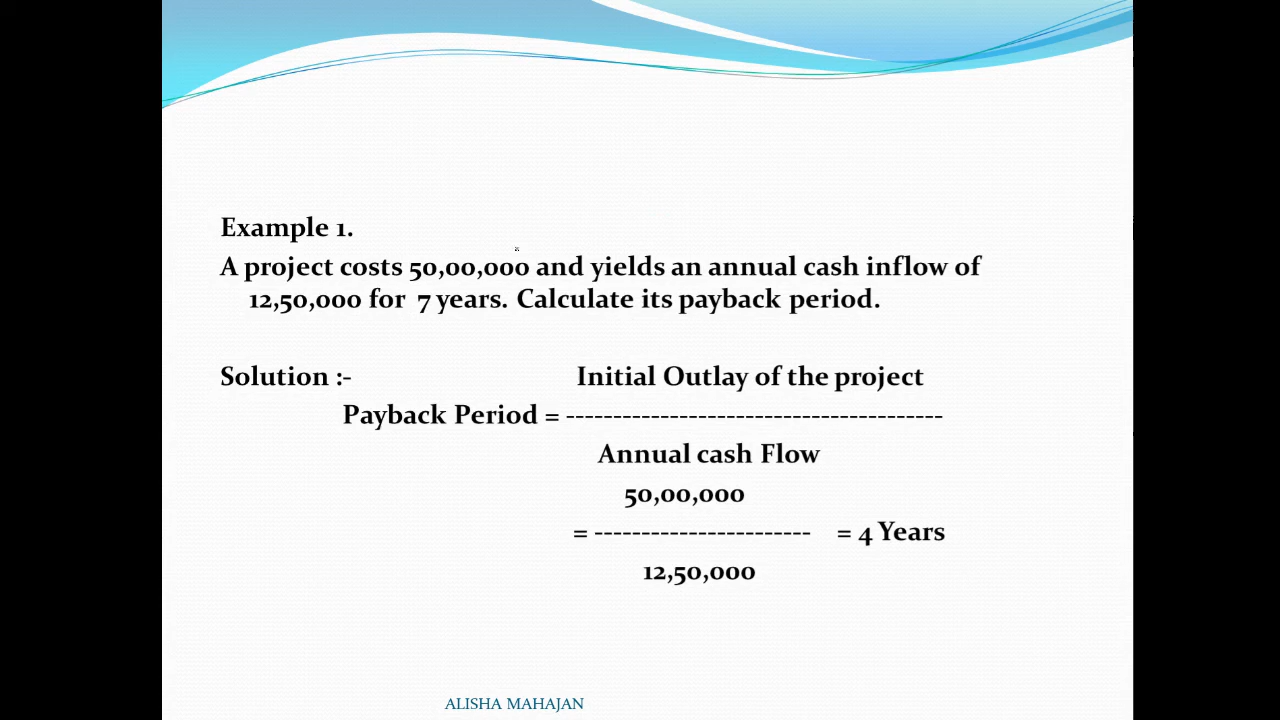 Example 1.
A project costs 50,00,000 and yields an annual cash inflow of
12,50,000 for 7 years. Calculate its payback period.
Solution :- Initial Outlay of the project
Payback Period = ----------------------------------------
Annual cash Flow
50,00,000
= ----------------------- = 4 Years
12,50,000
ALISHA MAHAJAN